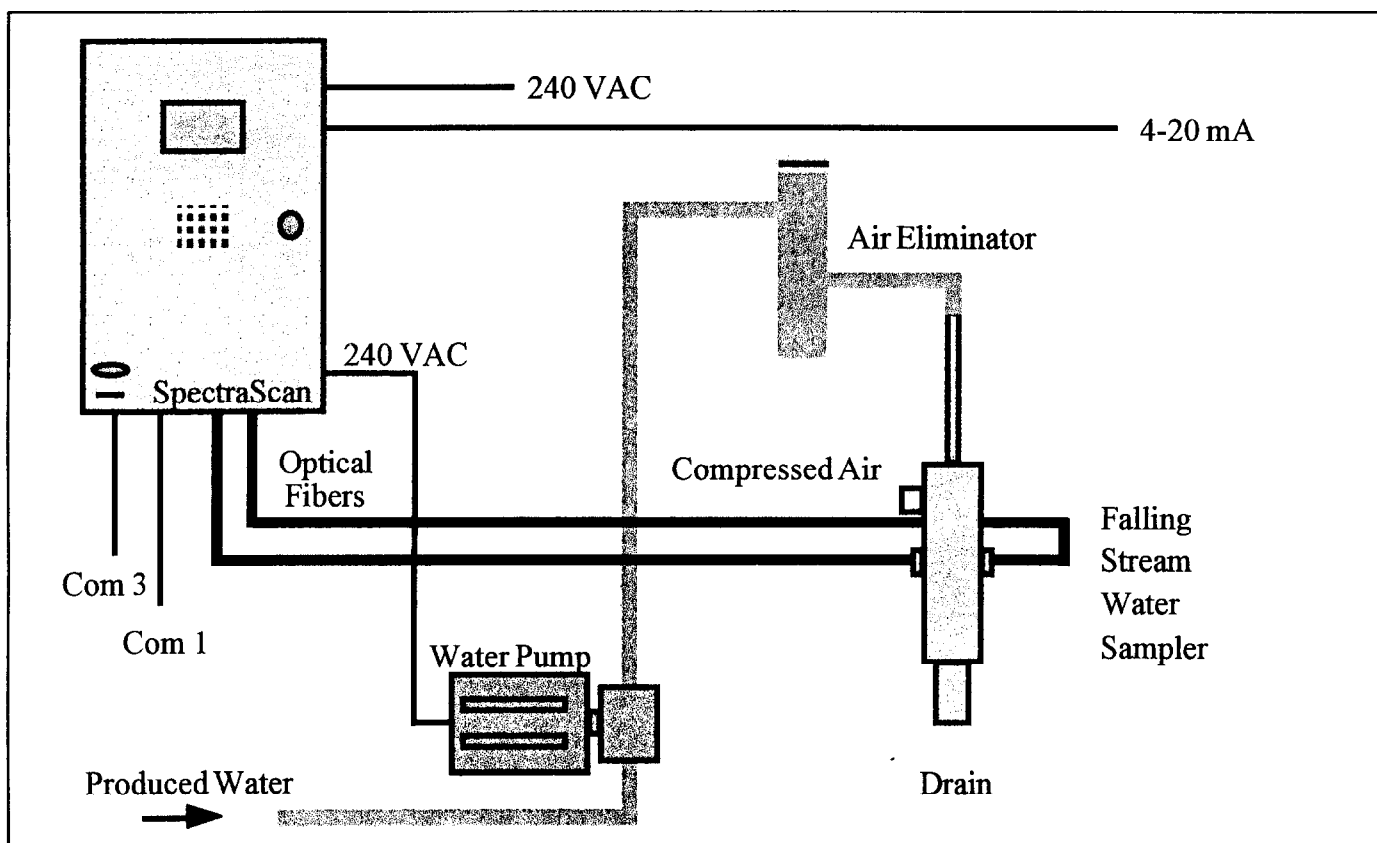 240 VAC
4-20 mA
Air Eliminator
240 VAC
SpectraScan
Optical
Fibers
Compressed Air
Falling
Stream
Water
Sampler
Com 3
Com 1
Water Pump
Produced Water
Drain